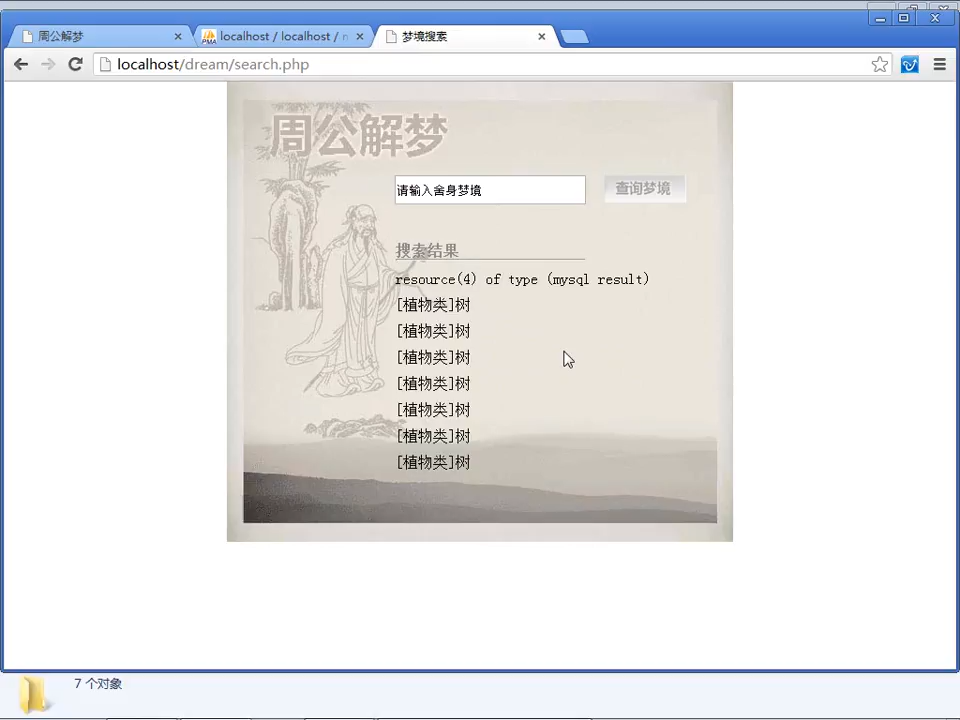 周公解梦
localhost / localhost /
梦境搜索
localhost/dream/search.php
周公解梦
请输入舍身梦境
查询梦境
搜索结果
resource(4) of type (mysql result)
[植物类]树
[植物类]树
[植物类]树
[植物类]树
[植物类]树
[植物类]树
[植物类]树
7 个对象